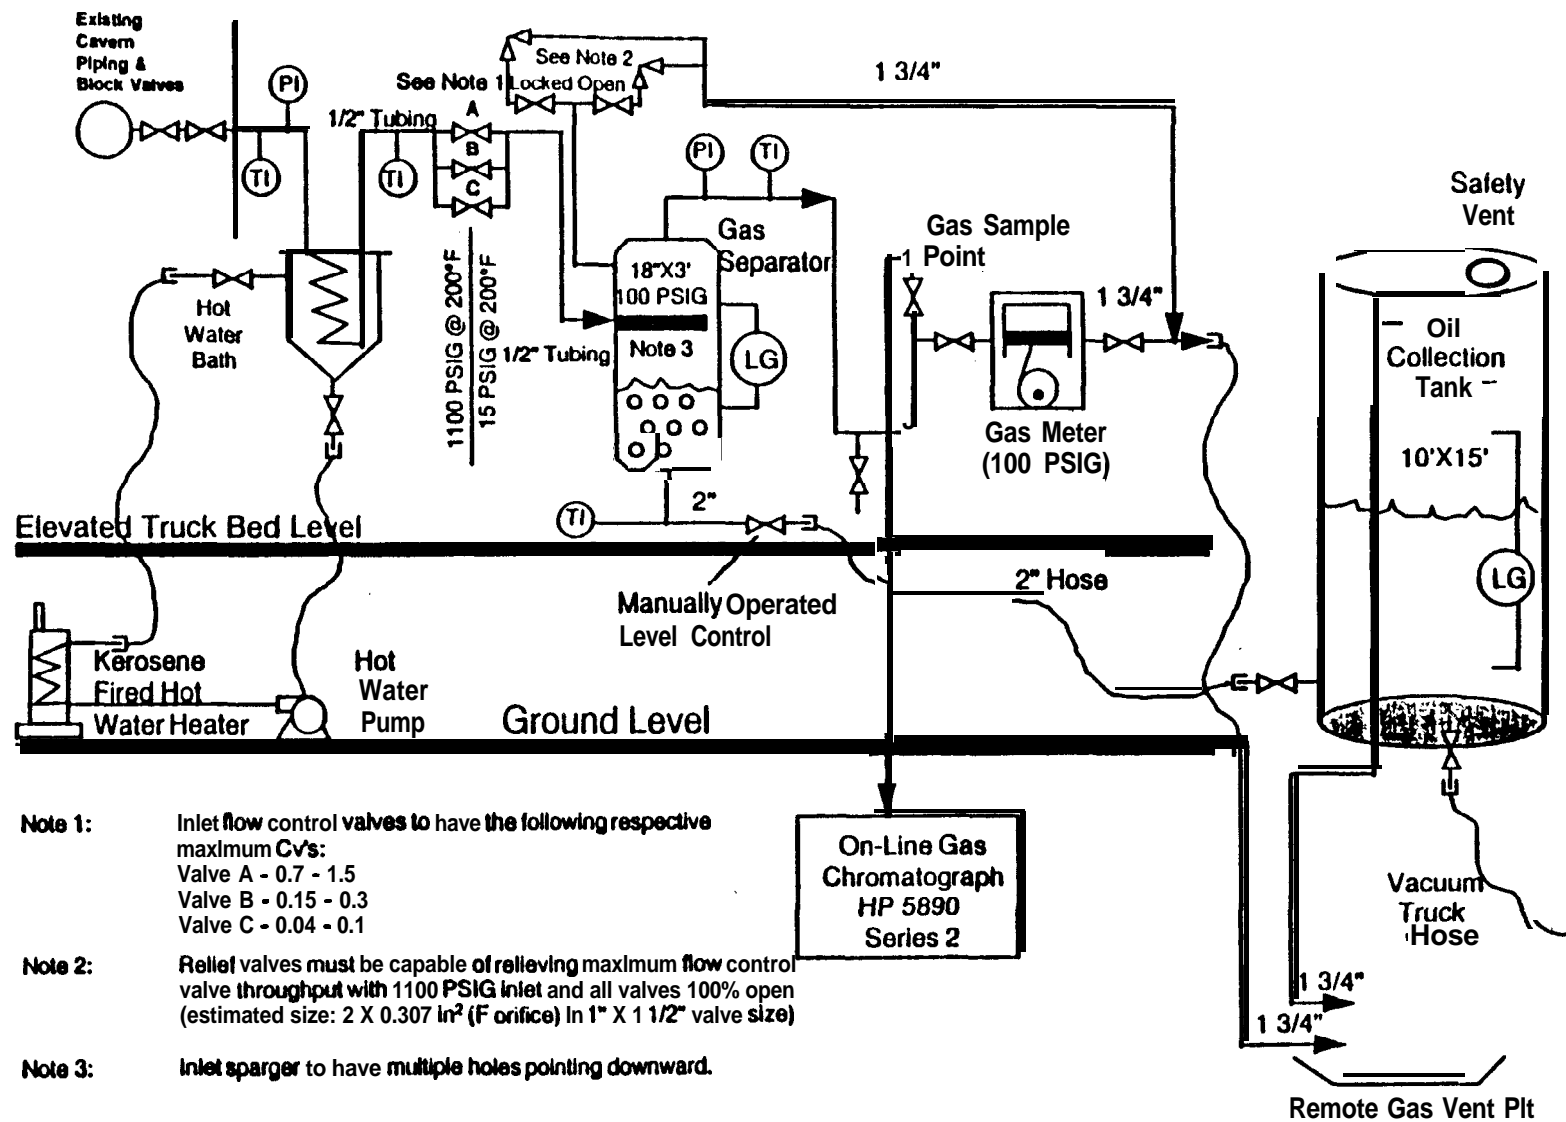 Existing
Cavern
Piping &
Block Valves
PI
TI
1/2" Tubing
TI
See Note 1
A
B
C
See Note 2
Locked Open
1 3/4"
1100 PSIG @ 200°F
15 PSIG @ 200°F
Hot
Water
Bath
PI
TI
Gas
Separator
18"X3'
100 PSIG
Note 3
1/2" Tubing
LG
Gas Sample
Point
1 3/4"
Gas Meter
(100 PSIG)
Safety
Vent
Oil
Collection
Tank
10'X15'
LG
2"
TI
Elevated Truck Bed Level
Manually Operated
Level Control
2" Hose
Kerosene
Fired Hot
Water Heater
Hot
Water
Pump
Ground Level
On-Line Gas
Chromatograph
HP 5890
Series 2
Vacuum
Truck
Hose
1 3/4"
1 3/4"
Remote Gas Vent Plt
Note 1: Inlet flow control valves to have the following respective
maxlmum Cv's:
Valve A - 0.7 - 1.5
Valve B - 0.15 - 0.3
Valve C - 0.04 - 0.1
Note 2: Relief valves must be capable of relieving maxlmum flow control
valve throughput with 1100 PSIG inlet and all valves 100% open
(estimated size: 2 X 0.307 in² (F orifice) In 1" X 1 1/2" valve size)
Note 3: Inlet sparger to have multiple holes pointing downward.